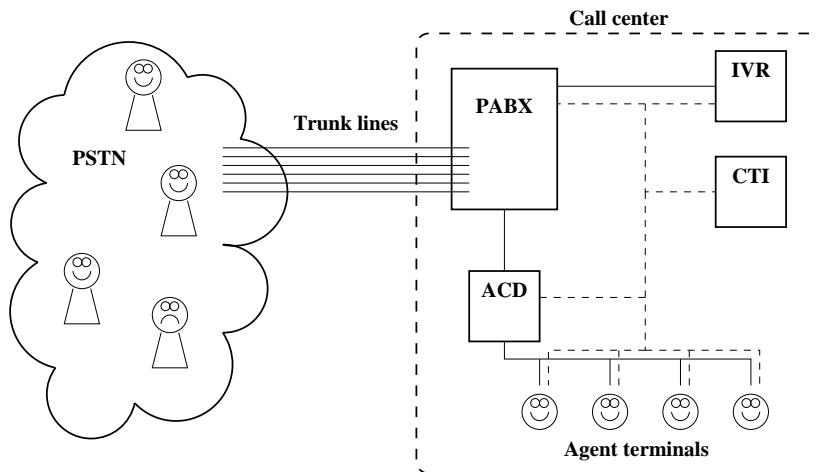 Call center
IVR
PABX
Trunk lines
PSTN
CTI
ACD
Agent terminals